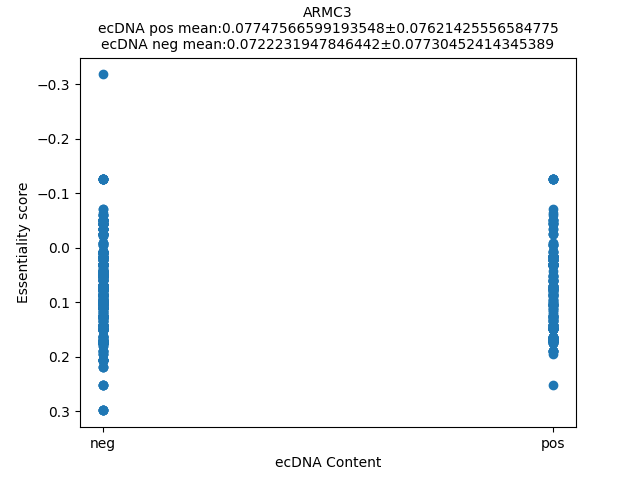 ARMC3
ecDNA pos mean:0.07747566599193548±0.07621425556584775
ecDNA neg mean:0.0722231947846442±0.07730452414345389
−0.3
−0.2
−0.1
0.0
0.1
0.2
0.3
Essentiality score
neg
pos
ecDNA Content